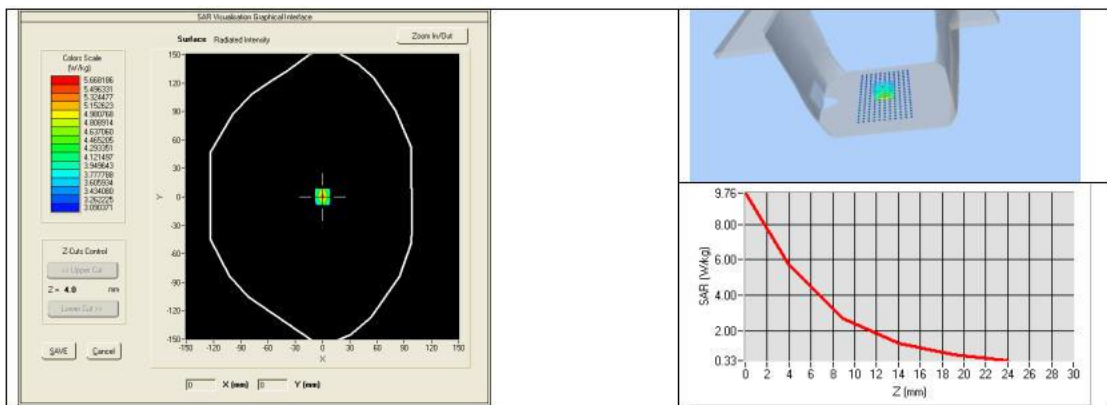 SAR Visualisation Graphical Interface
Surface Radiated Intensity
Zoom In/Out
Colors Scale
(W/kg)
5.668186
5.496331
5.324477
5.152623
4.980768
4.808914
4.637060
4.465205
4.293351
4.121497
3.949643
3.777788
3.605934
3.434080
3.262225
3.090371
Z-Cuts Control
<< Upper Cut
Z = 4.0 mm
Lower Cut >>
SAVE Cancel
150
120
90
60
30
0
-30
-60
-90
-120
-150
Y
-150 -120 -90 -60 -30 0 30 60 90 120 150
X
0 X (mm) 0 Y (mm)
9.76
8.00
6.00
4.00
2.00
0.33
SAR (W/kg)
0 2 4 6 8 10 12 14 16 18 20 22 24 26 28 30
Z (mm)